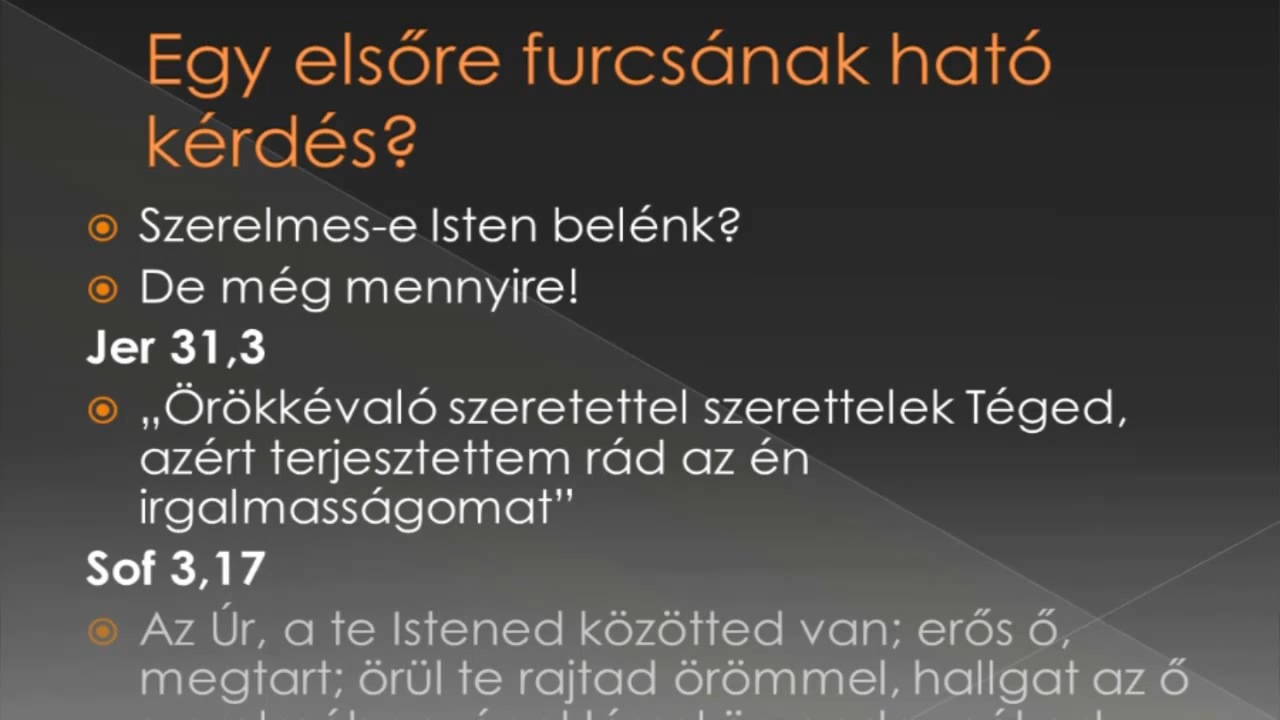 Egy elsőre furcsának ható
kérdés?
Szerelmes-e Isten belénk?
De még mennyire!
Jer 31,3
„Örökkévaló szeretettel szerettelek Téged,
azért terjesztettem rád az én
irgalmasságomat”
Sof 3,17
Az Úr, a te Istened közötted van; erős ő,
megtart; örül te rajtad örömmel, hallgat az ő